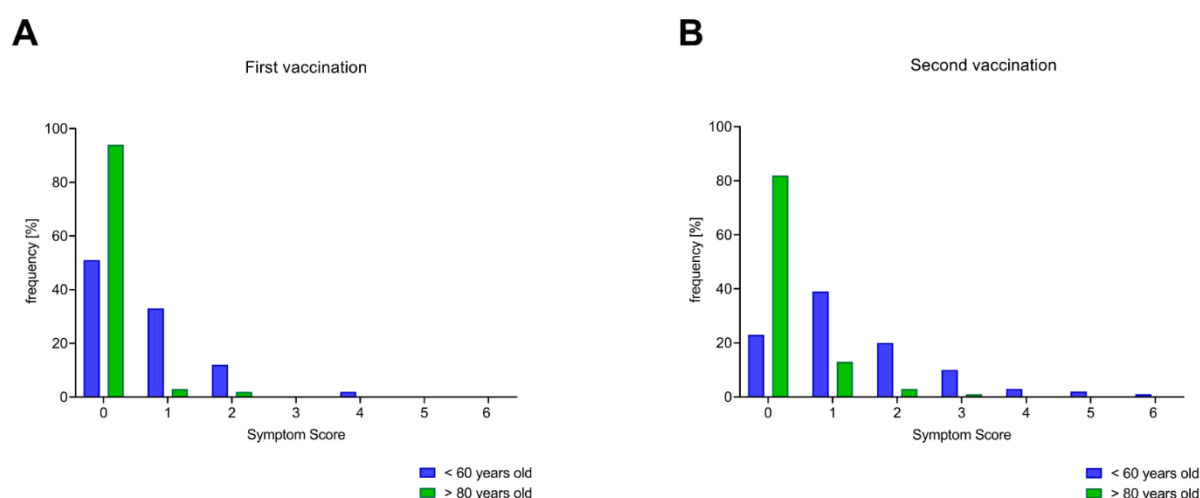 A
First vaccination
100
80
60
40
20
0
frequency [%]
0 1 2 3 4 5 6
Symptom Score
< 60 years old
> 80 years old
B
Second vaccination
100
80
60
40
20
0
frequency [%]
0 1 2 3 4 5 6
Symptom Score
< 60 years old
> 80 years old